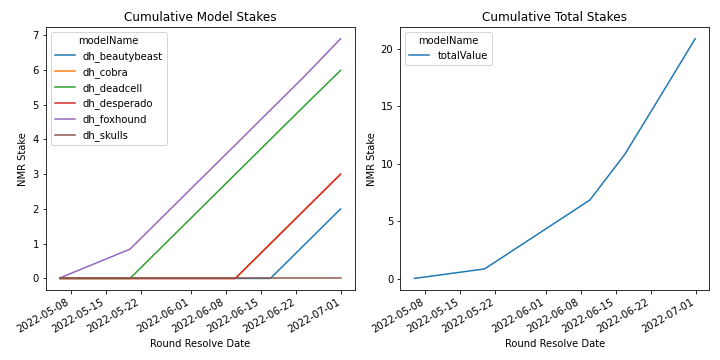 Cumulative Model Stakes
NMR Stake
7
6
5
4
3
2
1
0
modelName
dh_beautybeast
dh_cobra
dh_deadcell
dh_desperado
dh_foxhound
dh_skulls
2022-05-08
2022-05-15
2022-05-22
2022-06-01
2022-06-08
2022-06-15
2022-06-22
2022-07-01
Round Resolve Date
Cumulative Total Stakes
NMR Stake
20
15
10
5
0
modelName
totalValue
2022-05-08
2022-05-15
2022-05-22
2022-06-01
2022-06-08
2022-06-15
2022-06-22
2022-07-01
Round Resolve Date